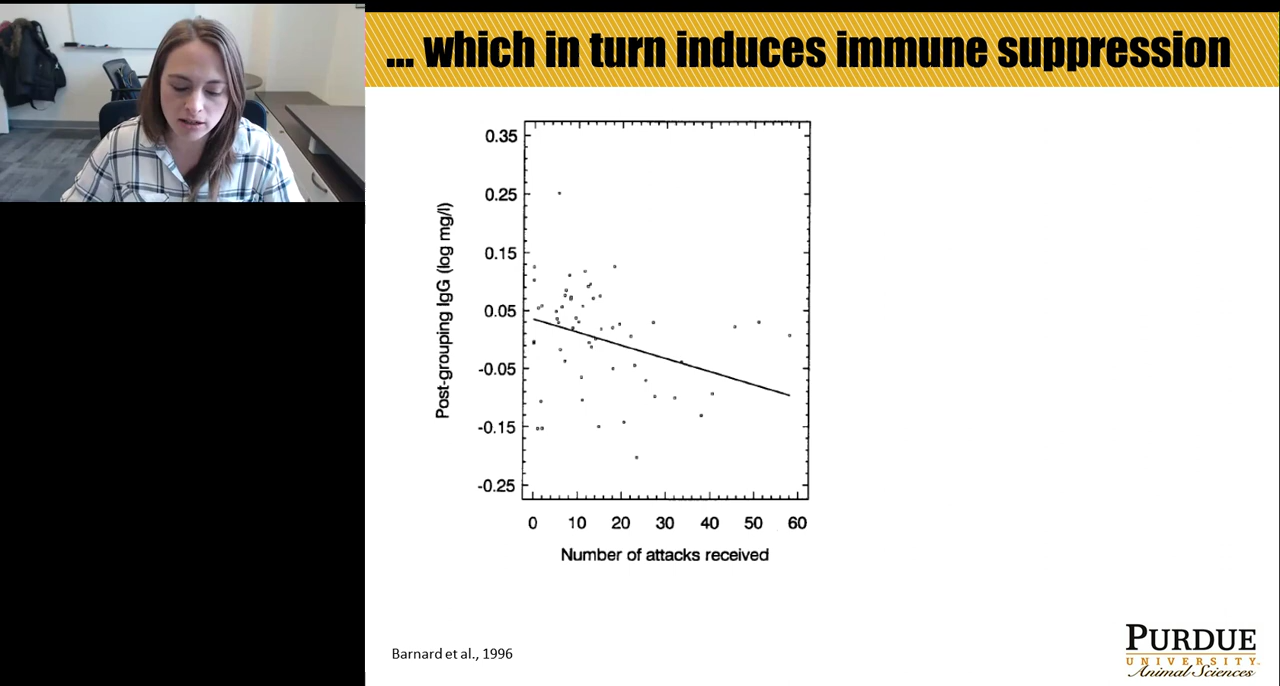 ... which in turn induces immune suppression
0.35
0.25
0.15
0.05
-0.05
-0.15
-0.25
Post-grouping IgG (log mg/l)
0 10 20 30 40 50 60
Number of attacks received
Barnard et al., 1996
PURDUE
UNIVERSITY
Animal Sciences